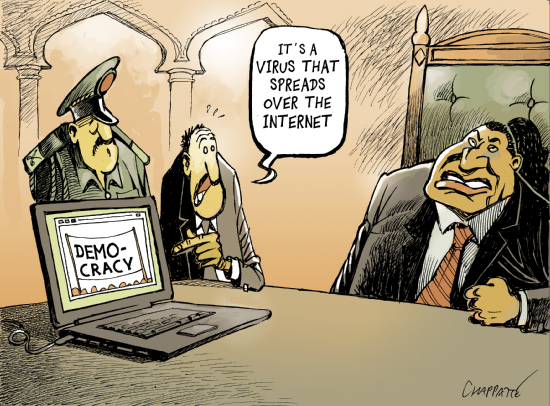 IT'S A
VIRUS THAT
SPREADS
OVER THE
INTERNET
DEMO-
CRACY
CHAPPATTE